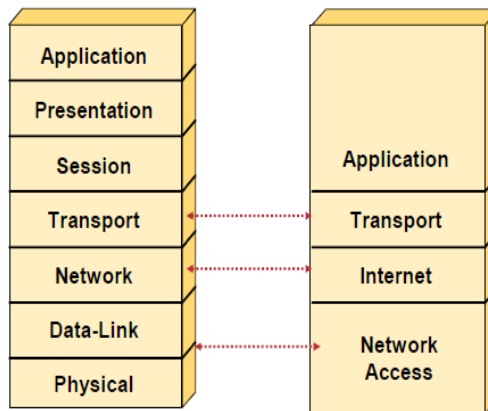 Application
Presentation
Session
Transport
Network
Data-Link
Physical
Application
Transport
Internet
Network
Access